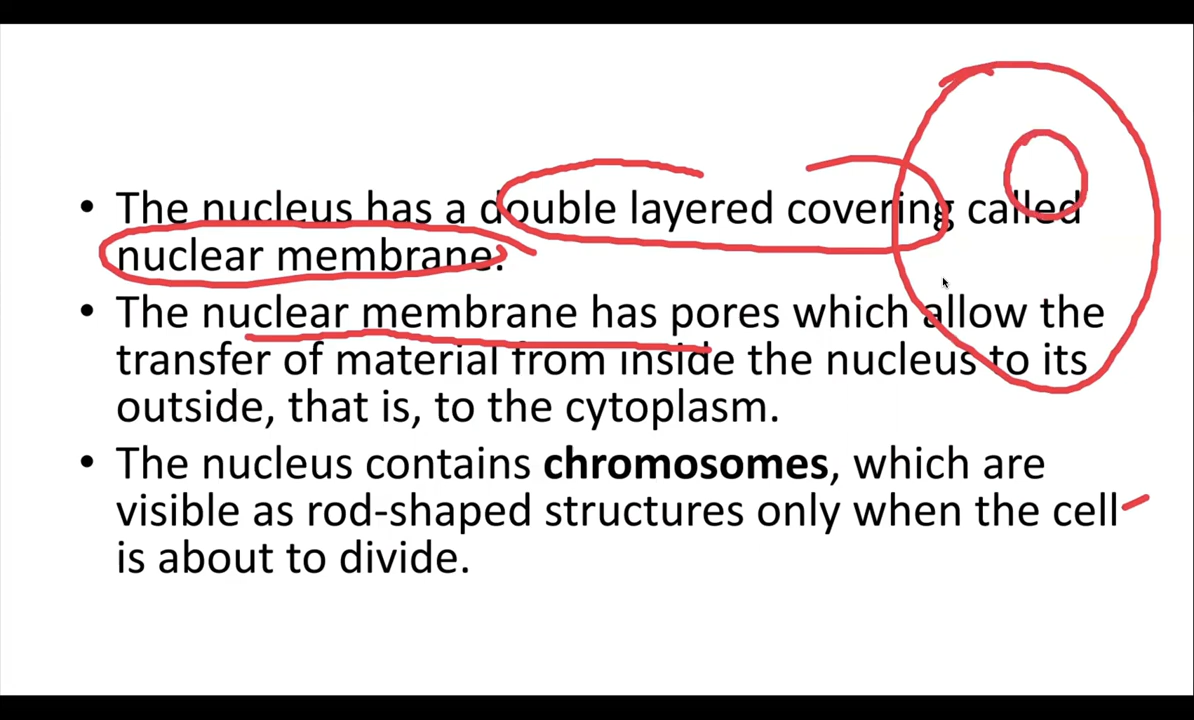 • The nucleus has a double layered covering called
nuclear membrane.
• The nuclear membrane has pores which allow the
transfer of material from inside the nucleus to its
outside, that is, to the cytoplasm.
• The nucleus contains chromosomes, which are
visible as rod-shaped structures only when the cell
is about to divide.